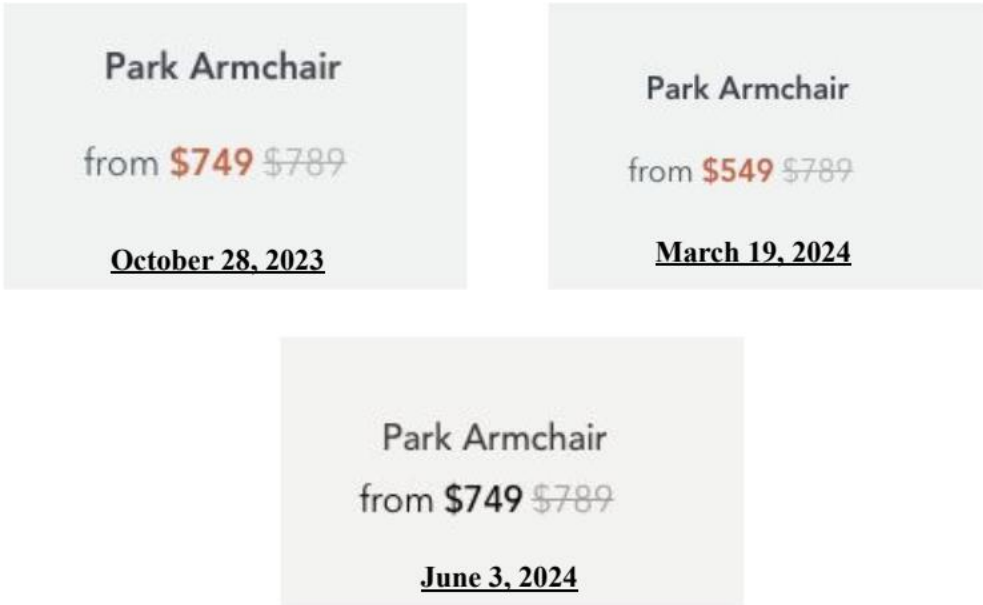 Park Armchair
from $749 $789
October 28, 2023
Park Armchair
from $549 $789
March 19, 2024
Park Armchair
from $749 $789
June 3, 2024